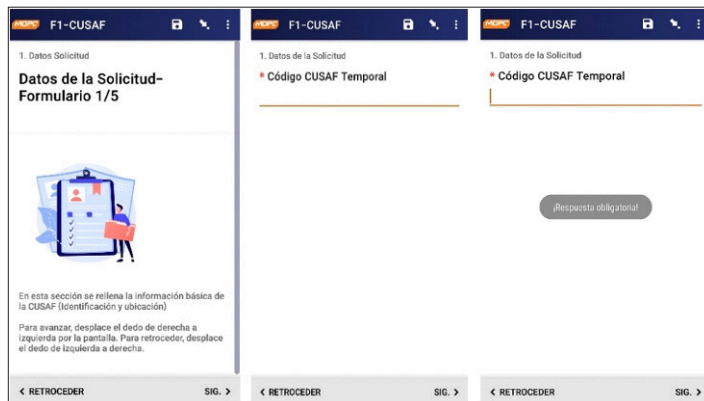 MOPC F1-CUSAF
1. Datos Solicitud
Datos de la Solicitud-
Formulario 1/5
En esta sección se rellena la información básica de
la CUSAF (Identificación y ubicación)
Para avanzar, desplace el dedo de derecha a
izquierda por la pantalla. Para retroceder, desplace
el dedo de izquierda a derecha.
< RETROCEDER SIG. >
MOPC F1-CUSAF
1. Datos de la Solicitud
* Código CUSAF Temporal
< RETROCEDER SIG. >
MOPC F1-CUSAF
1. Datos de la Solicitud
* Código CUSAF Temporal
¡Respuesta obligatoria!
< RETROCEDER SIG. >